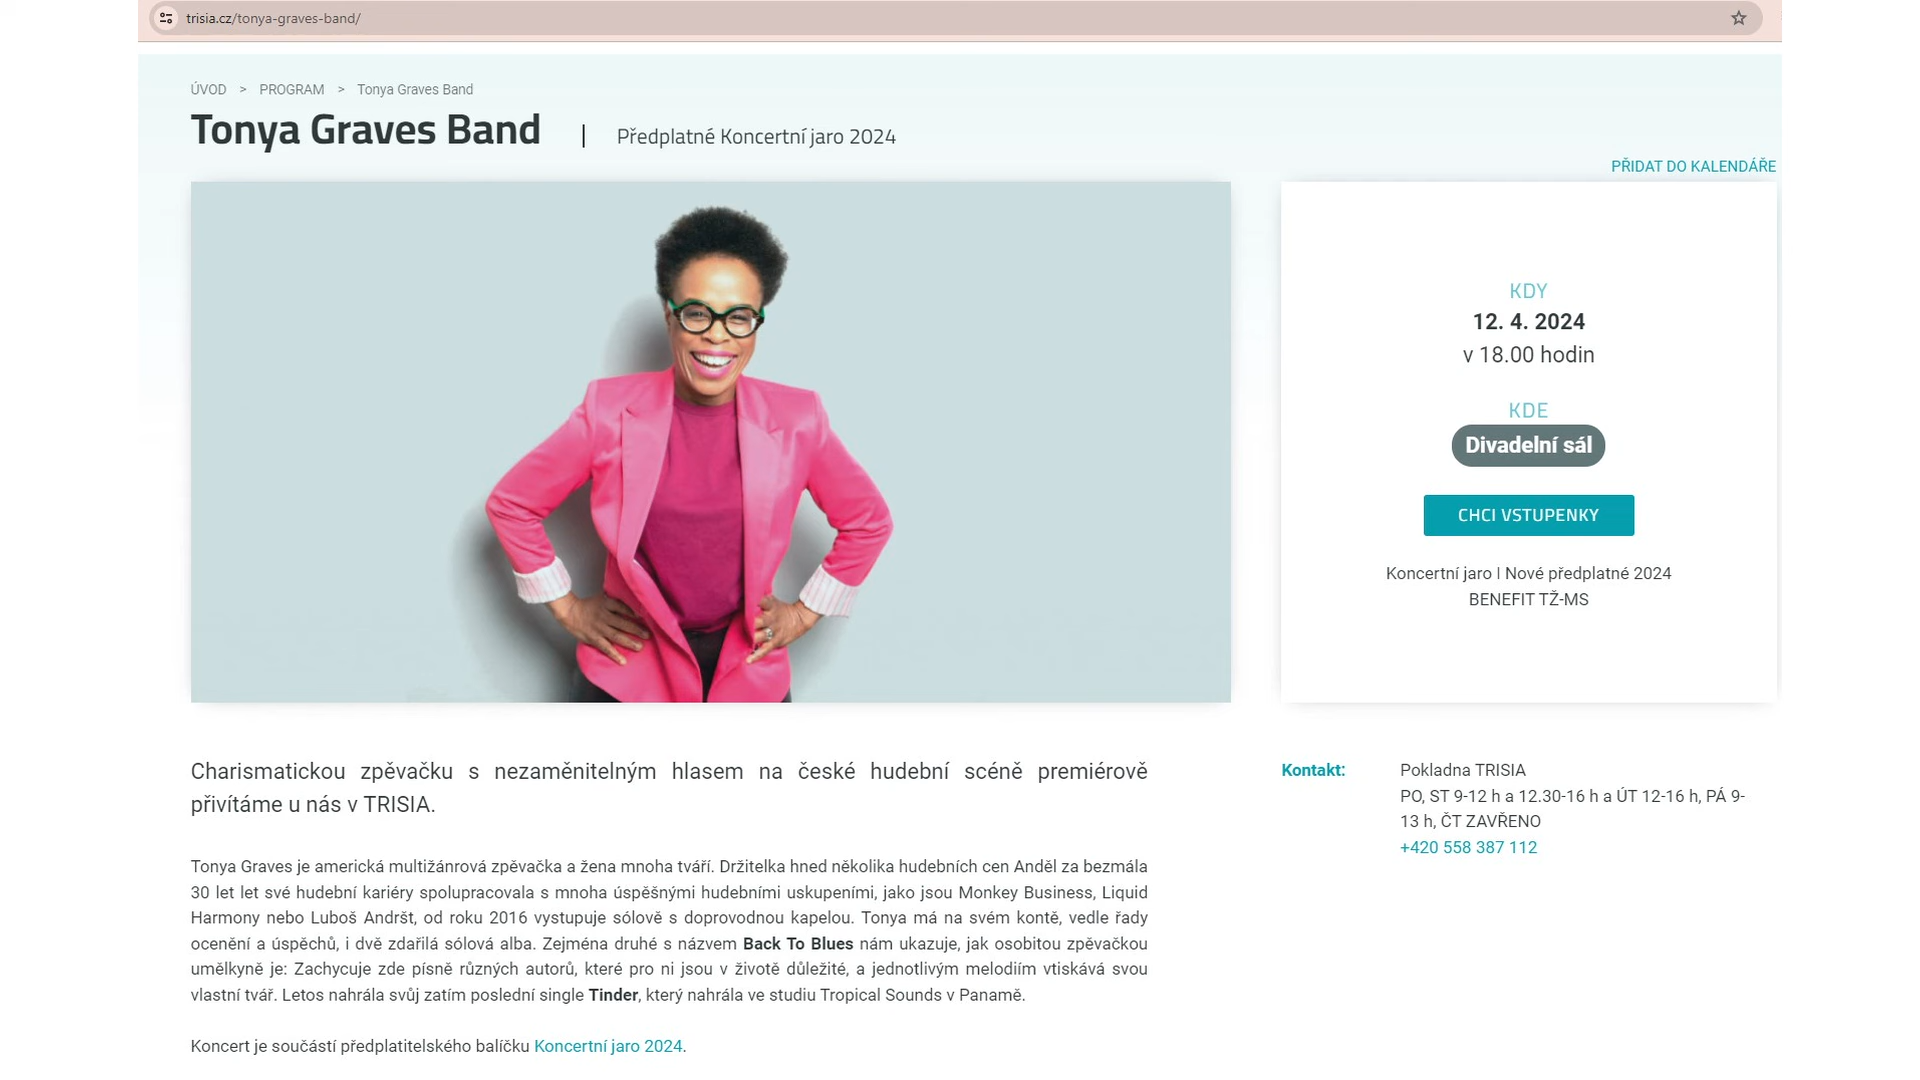 trisia.cz/tonya-graves-band/
ÚVOD > PROGRAM > Tonya Graves Band
Tonya Graves Band | Předplatné Koncertní jaro 2024
PŘIDAT DO KALENDÁŘE
KDY
12. 4. 2024
v 18.00 hodin
KDE
Divadelní sál
CHCI VSTUPENKY
Koncertní jaro I Nové předplatné 2024
BENEFIT TŽ-MS
Charismatickou zpěvačku s nezaměnitelným hlasem na české hudební scéně premiérově
přivítáme u nás v TRISIA.
Tonya Graves je americká multižánrová zpěvačka a žena mnoha tváří. Držitelka hned několika hudebních cen Anděl za bezmála
30 let let své hudební kariéry spolupracovala s mnoha úspěšnými hudebními uskupeními, jako jsou Monkey Business, Liquid
Harmony nebo Luboš Andršt, od roku 2016 vystupuje sólově s doprovodnou kapelou. Tonya má na svém kontě, vedle řady
ocenění a úspěchů, i dvě zdařilá sólová alba. Zejména druhé s názvem Back To Blues nám ukazuje, jak osobitou zpěvačkou
umělkyně je: Zachycuje zde písně různých autorů, které pro ni jsou v životě důležité, a jednotlivým melodiím vtiskává svou
vlastní tvář. Letos nahrála svůj zatím poslední single Tinder, který nahrála ve studiu Tropical Sounds v Panamě.
Koncert je součástí předplatitelského balíčku Koncertní jaro 2024.
Kontakt:
Pokladna TRISIA
PO, ST 9-12 h a 12.30-16 h a ÚT 12-16 h, PÁ 9-
13 h, ČT ZAVŘENO
+420 558 387 112